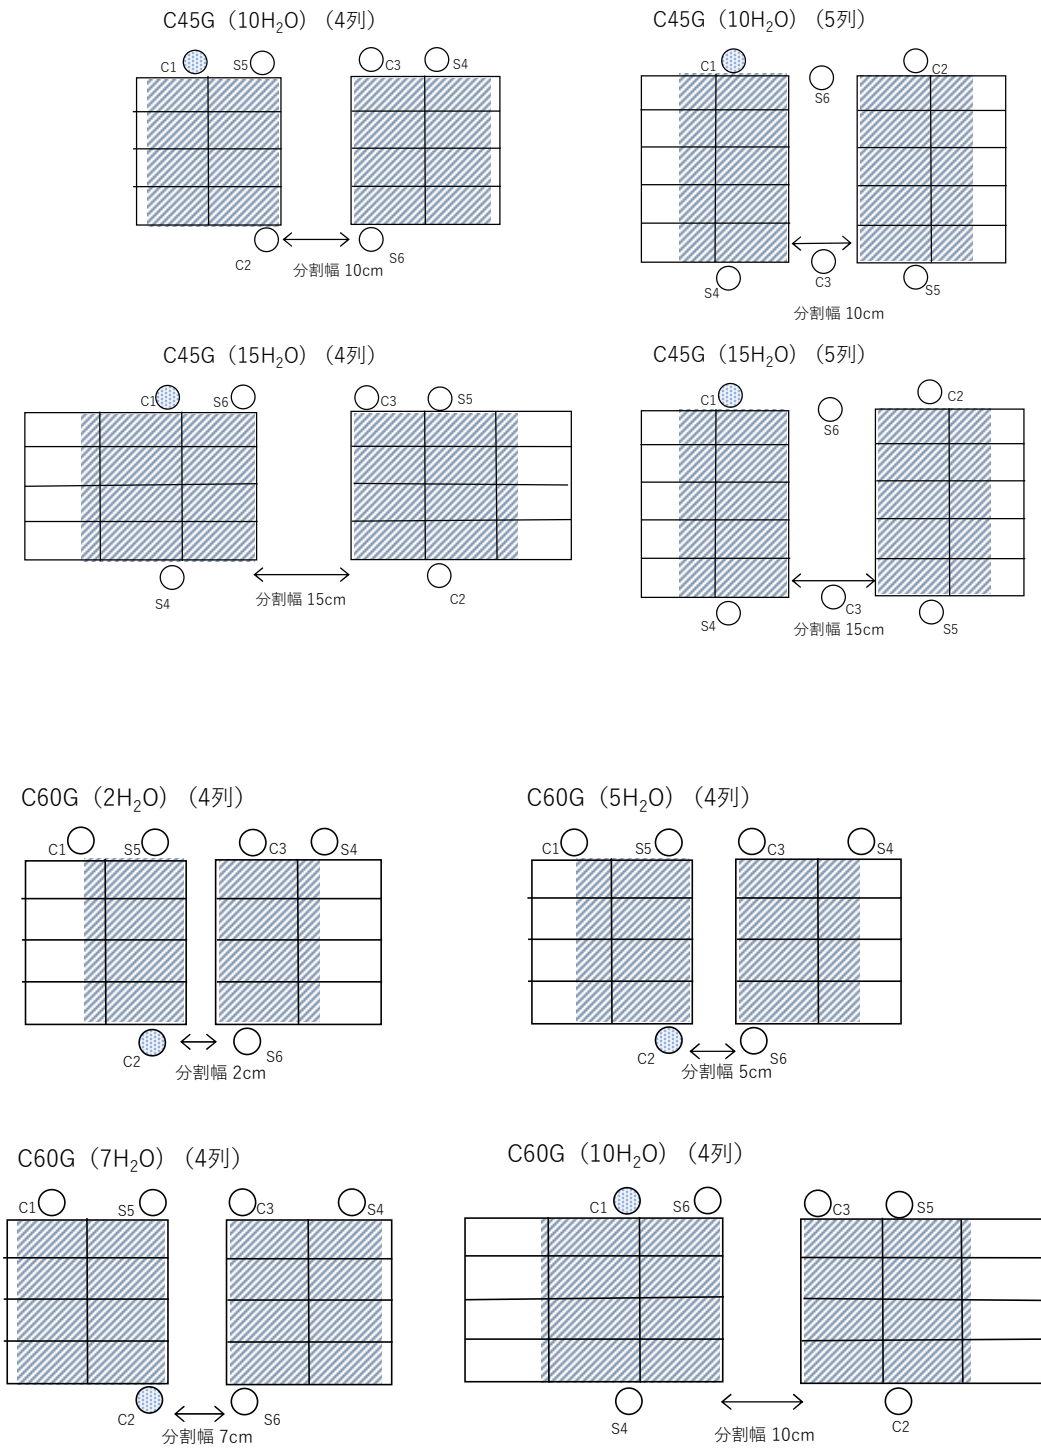 C45G（10H₂O）（4列）
C1
S5
C3
S4
C2
分割幅 10cm
S6
C45G（10H₂O）（5列）
C1
S6
C2
S4
C3
S5
分割幅 10cm
C45G（15H₂O）（4列）
C1
S6
C3
S5
S4
分割幅 15cm
C2
C45G（15H₂O）（5列）
C1
S6
C2
S4
C3
S5
分割幅 15cm
C60G（2H₂O）（4列）
C1
S5
C3
S4
C2
S6
分割幅 2cm
C60G（5H₂O）（4列）
C1
S5
C3
S4
C2
S6
分割幅 5cm
C60G（7H₂O）（4列）
C1
S5
C3
S4
C2
S6
分割幅 7cm
C60G（10H₂O）（4列）
C1
S6
C3
S5
S4
C2
分割幅 10cm